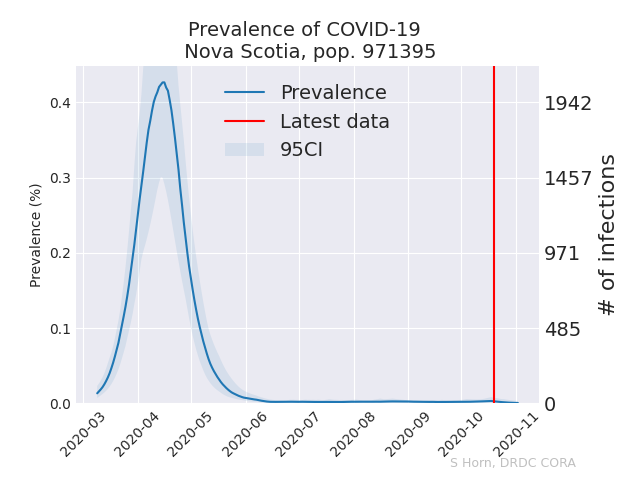 Prevalence of COVID-19
Nova Scotia, pop. 971395
Prevalence
Latest data
95CI
Prevalence (%)
0.4
0.3
0.2
0.1
0.0
1942
1457
971
485
0
# of infections
2020-03
2020-04
2020-05
2020-06
2020-07
2020-08
2020-09
2020-10
2020-11
S Horn, DRDC CORA